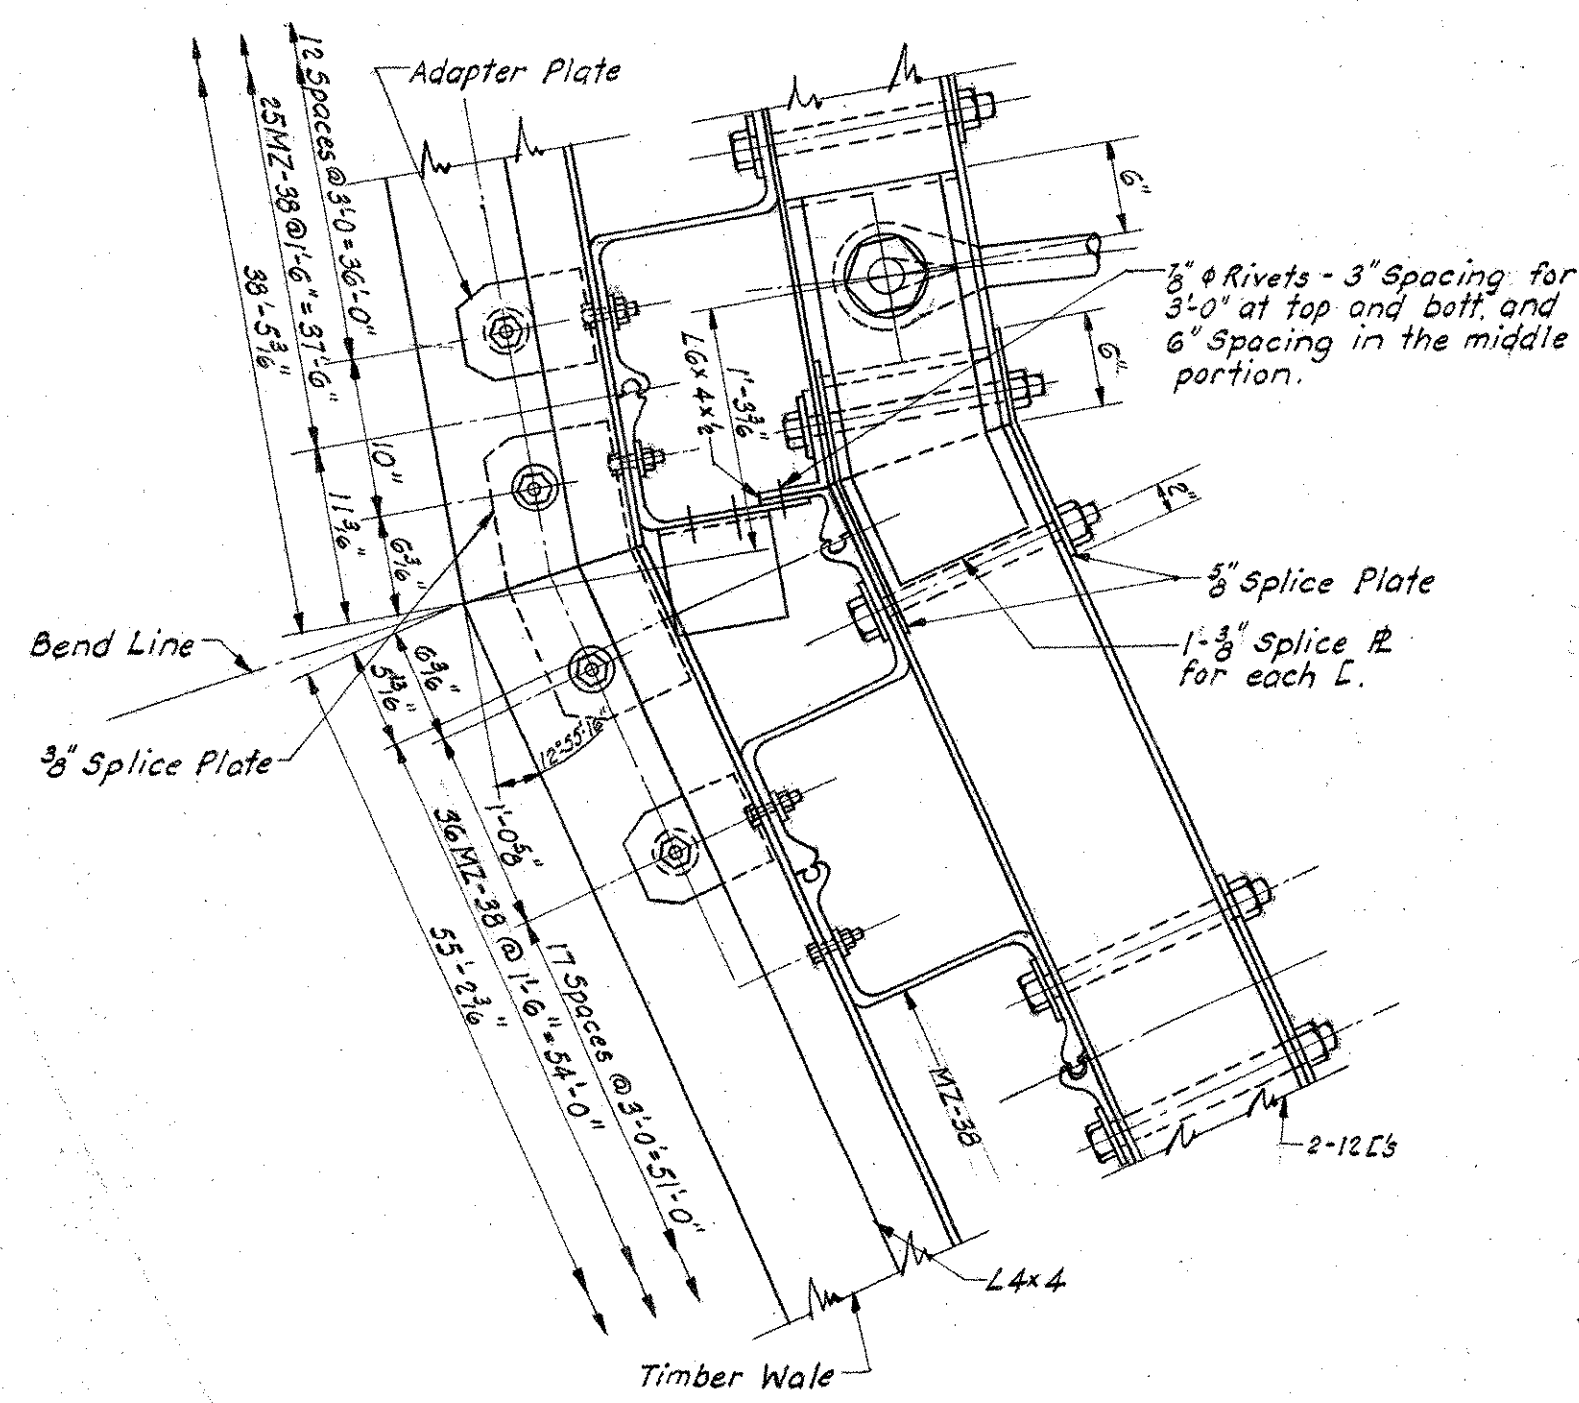 Adapter Plate
12 Spaces @ 3'-0 = 36'-0"
25 MZ-38 @ 1'-6" = 37'-6"
38'-5 3/16"
6"
7/8" ϕ Rivets - 3" Spacing for
3'-0" at top and bott. and
6" Spacing in the middle
portion.
6"
L6x4x1/2
1'-3 3/16"
10"
11 3/16"
6 3/16"
2"
5/8" Splice Plate
1-3/8" Splice PL
for each [.
Bend Line
6 3/16"
5 13/16"
3/8" Splice Plate
12°-55'-16"
1'-0 5/8"
36 MZ-38 @ 1'-6" = 54'-0"
17 Spaces @ 3'-0" = 51'-0"
55'-2 3/16"
MZ-38
2-12 ['s
L4x4
Timber Wale